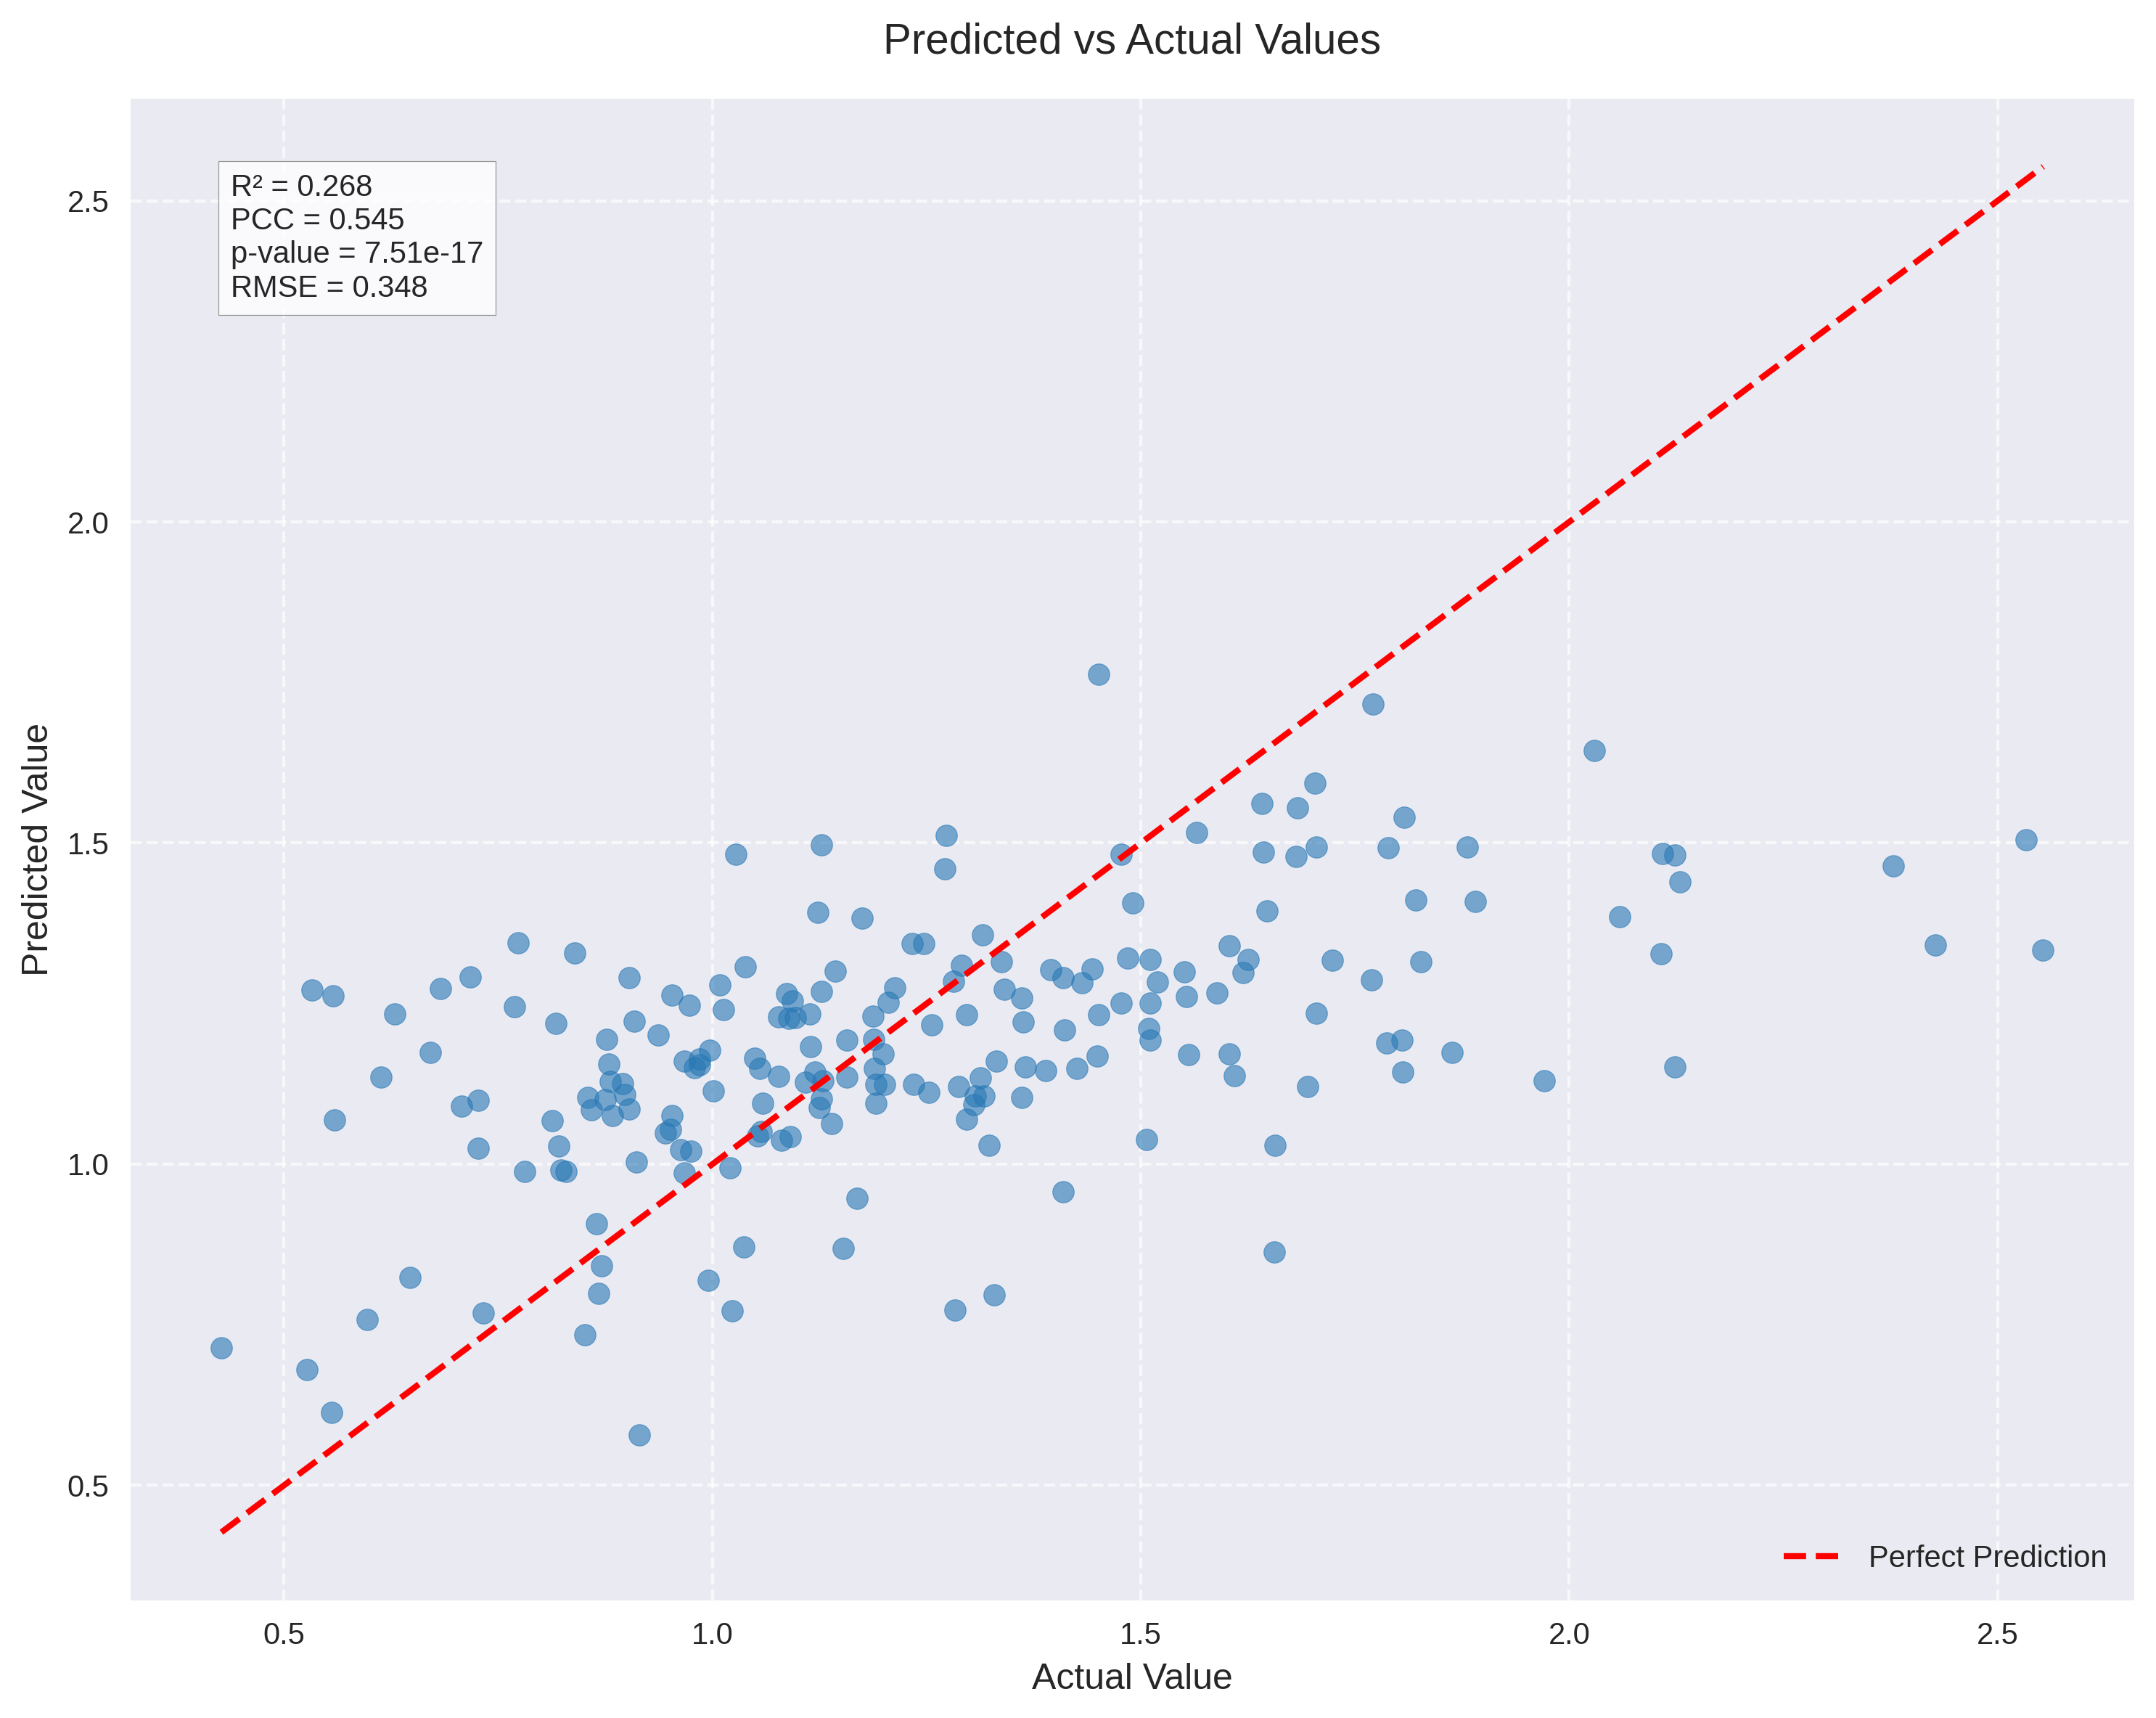 Predicted vs Actual Values
R² = 0.268
PCC = 0.545
p-value = 7.51e-17
RMSE = 0.348
2.5
2.0
1.5
1.0
0.5
Predicted Value
Perfect Prediction
0.5 1.0 1.5 2.0 2.5
Actual Value